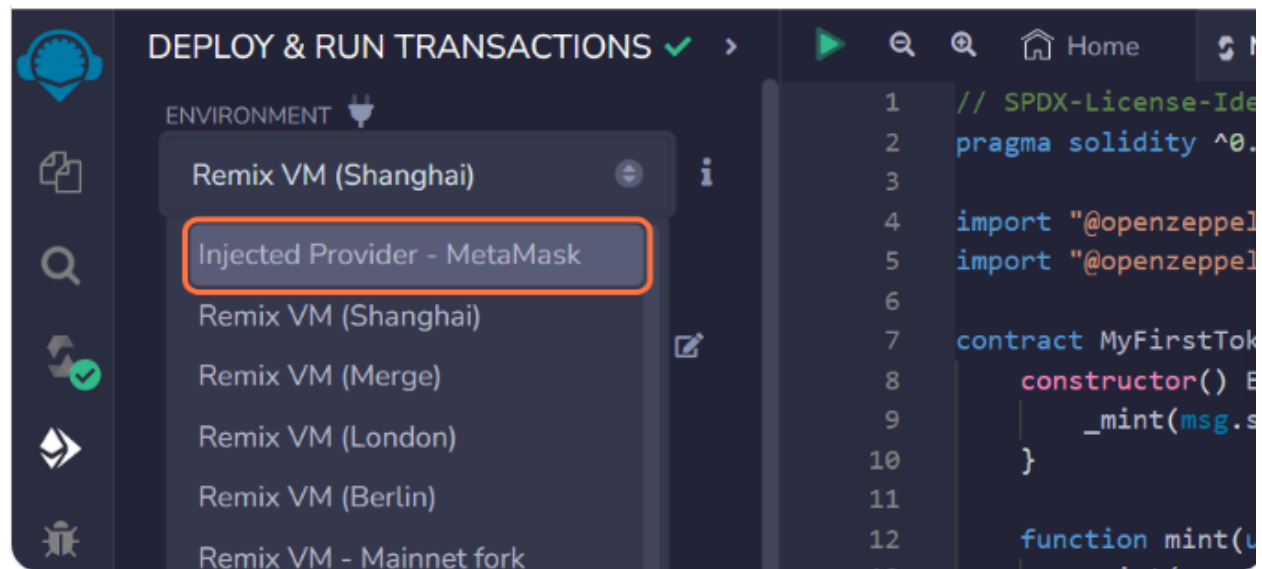 DEPLOY & RUN TRANSACTIONS
ENVIRONMENT
Remix VM (Shanghai)
i
Injected Provider - MetaMask
Remix VM (Shanghai)
Remix VM (Merge)
Remix VM (London)
Remix VM (Berlin)
Remix VM - Mainnet fork
Home
1 // SPDX-License-Ide
2 pragma solidity ^0.
3
4 import "@openzeppel
5 import "@openzeppel
6
7 contract MyFirstTok
8 constructor() E
9 _mint(msg.s
10 }
11
12 function mint(u